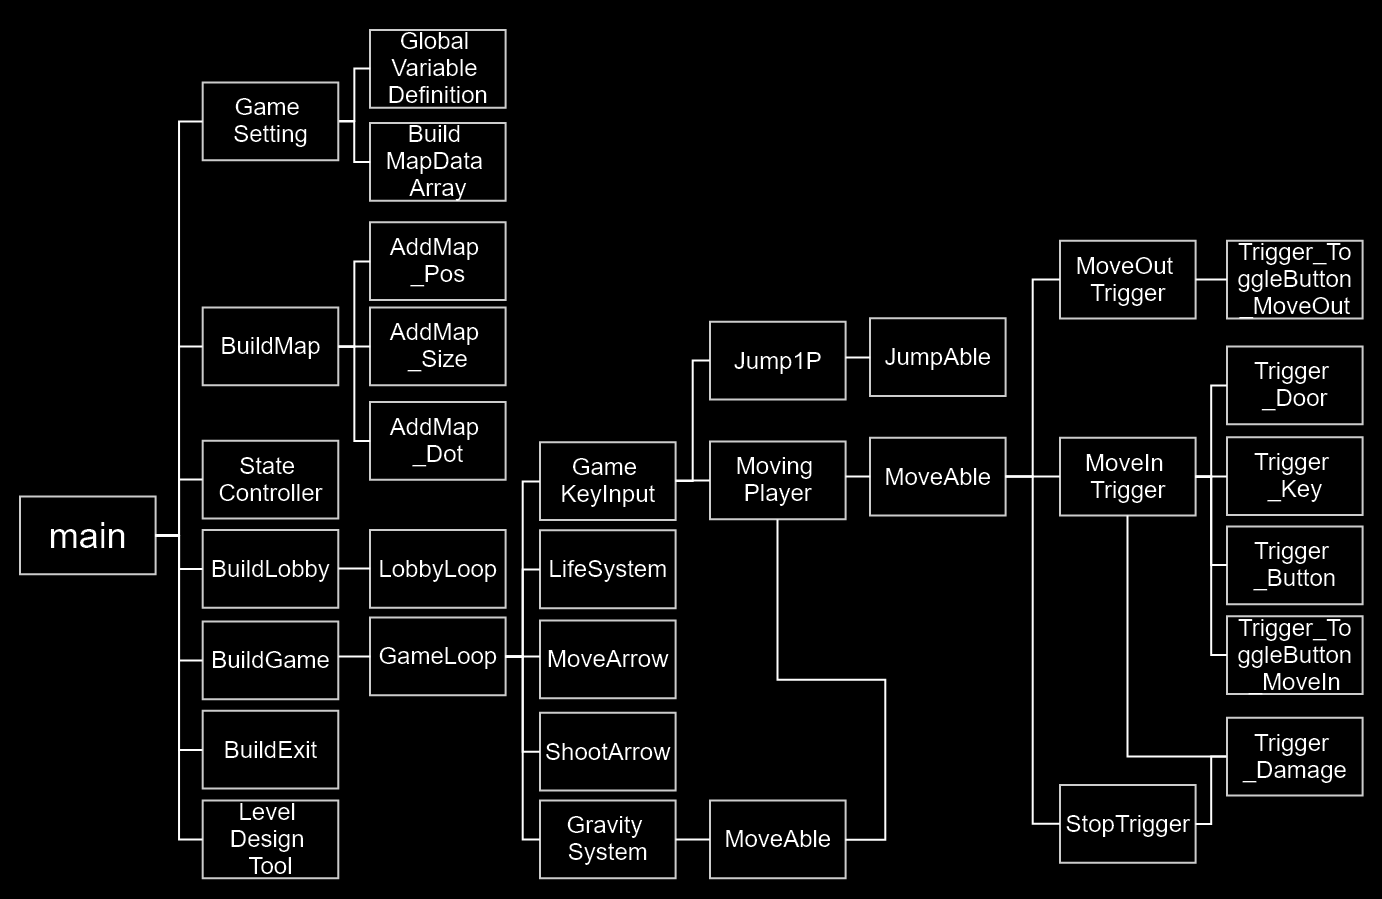 main
Game
Setting
Global
Variable
Definition
Build
MapData
Array
BuildMap
AddMap
_Pos
AddMap
_Size
AddMap
_Dot
State
Controller
BuildLobby
LobbyLoop
BuildGame
GameLoop
BuildExit
Level
Design
Tool
Game
KeyInput
LifeSystem
MoveArrow
ShootArrow
Gravity
System
Jump1P
JumpAble
Moving
Player
MoveAble
MoveAble
MoveOut
Trigger
Trigger_To
ggleButton
_MoveOut
MoveIn
Trigger
Trigger
_Door
Trigger
_Key
Trigger
_Button
Trigger_To
ggleButton
_MoveIn
Trigger
_Damage
StopTrigger